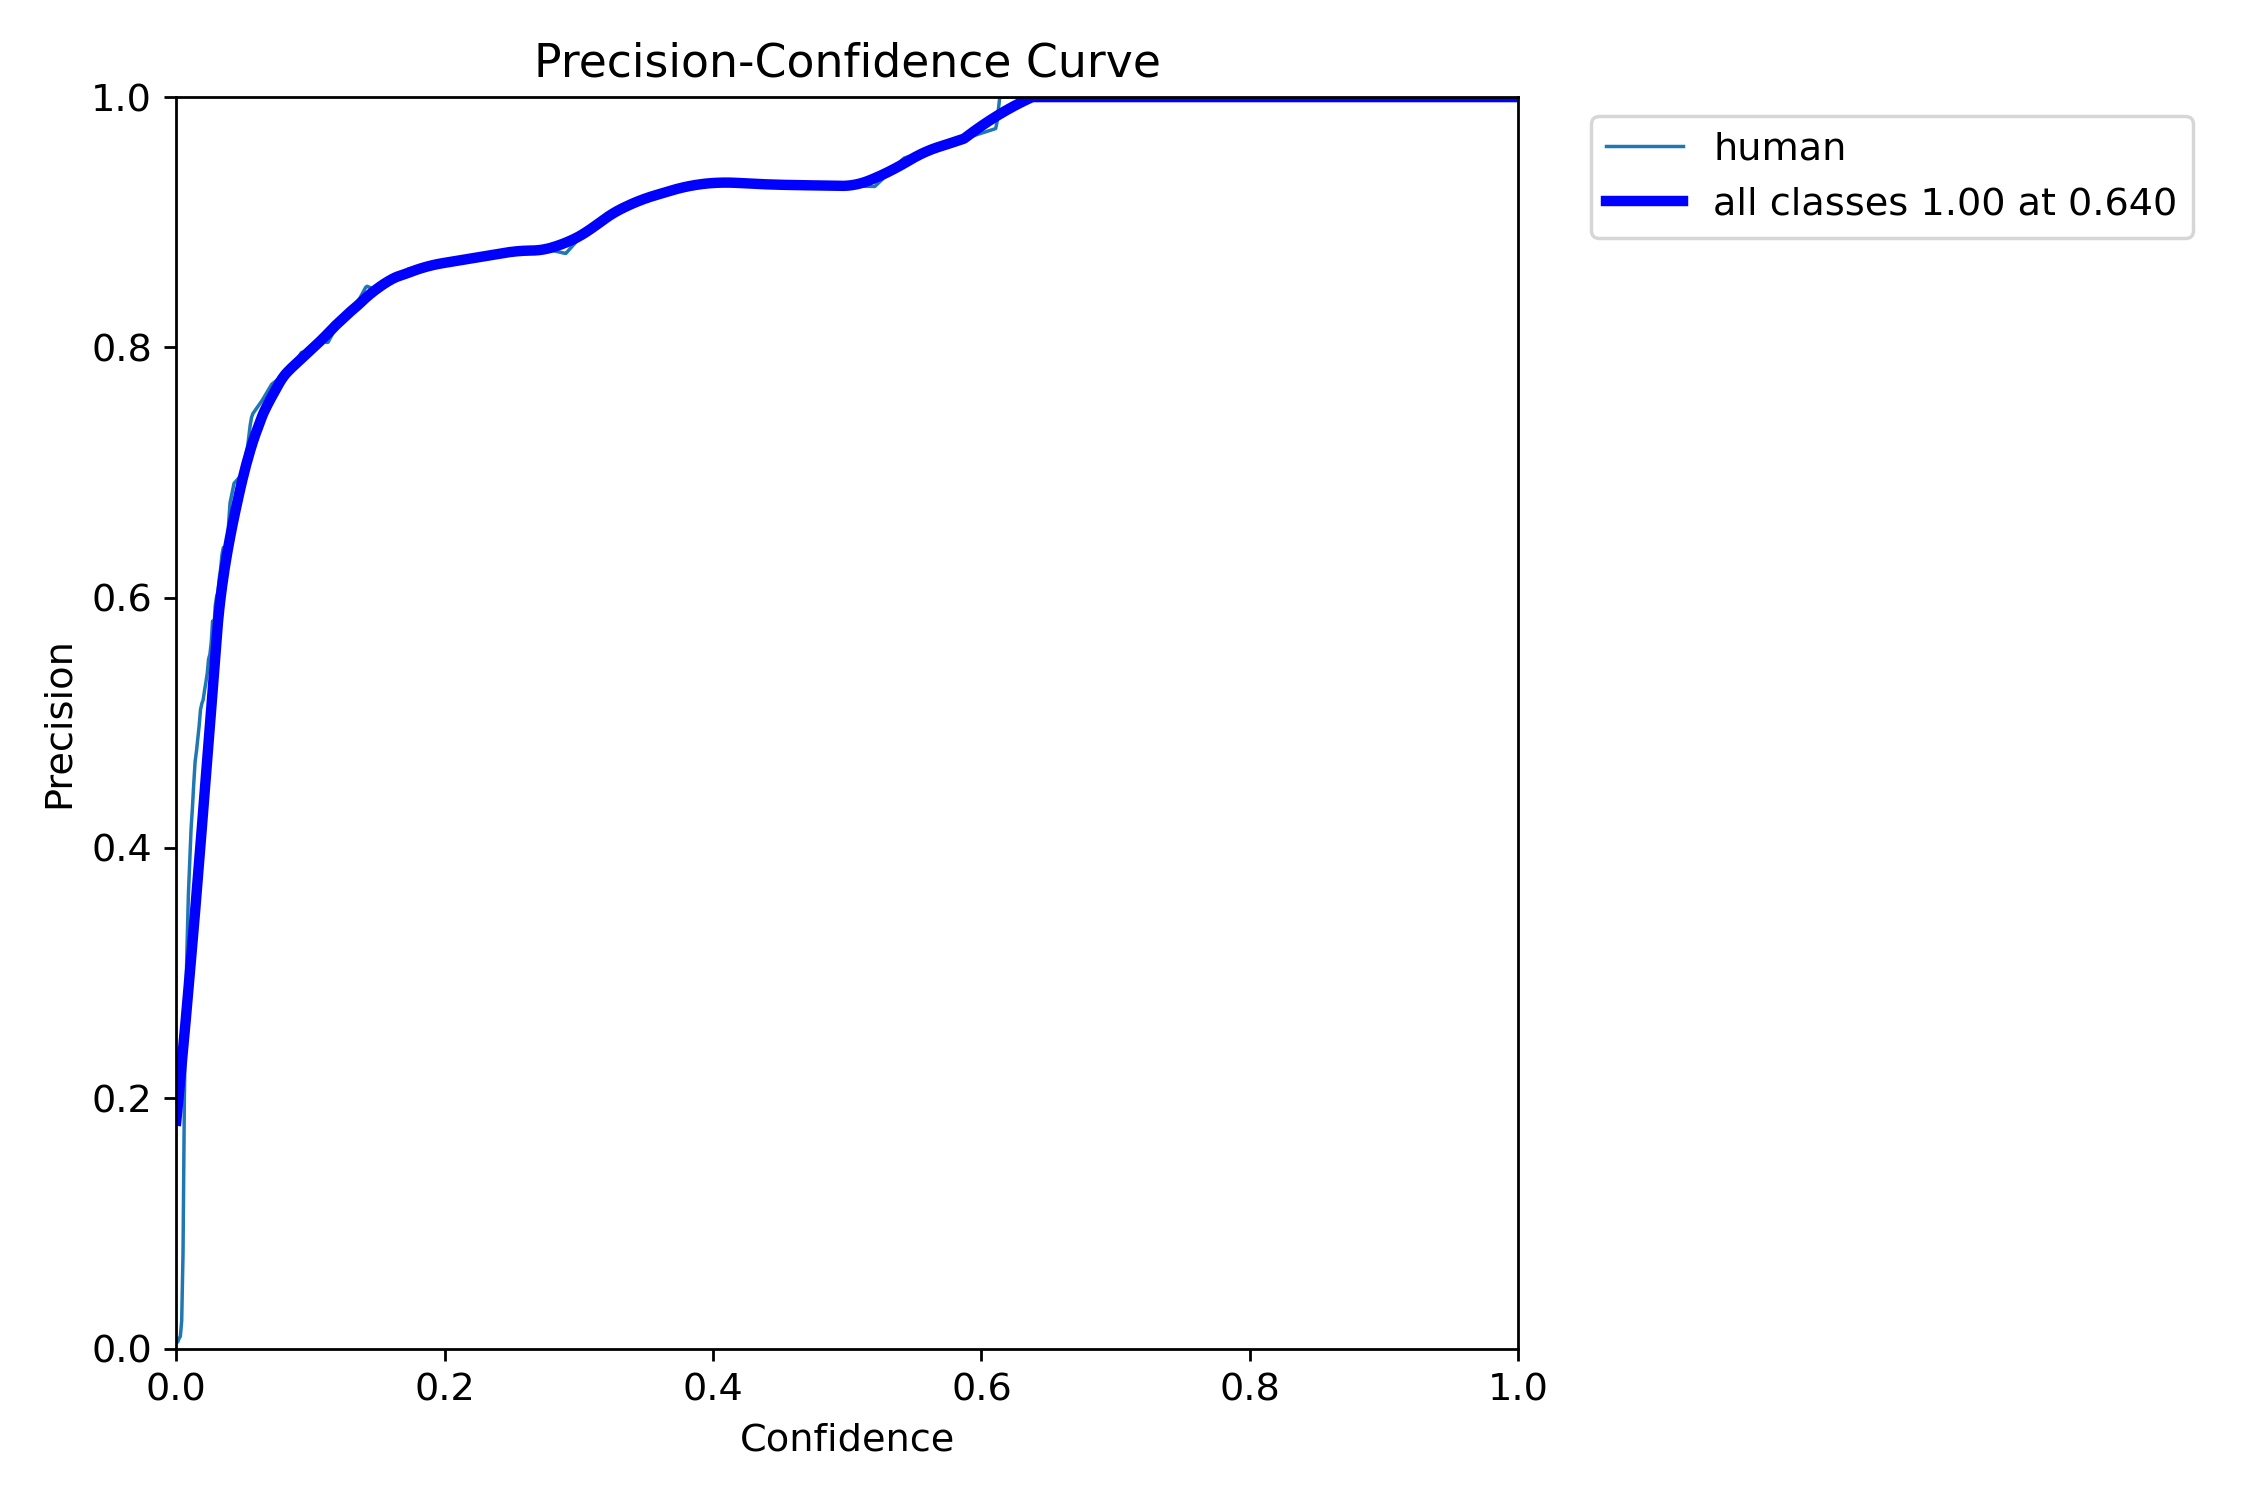 Precision-Confidence Curve
1.0
0.8
0.6
0.4
0.2
0.0
Precision
0.0 0.2 0.4 0.6 0.8 1.0
Confidence
human
all classes 1.00 at 0.640